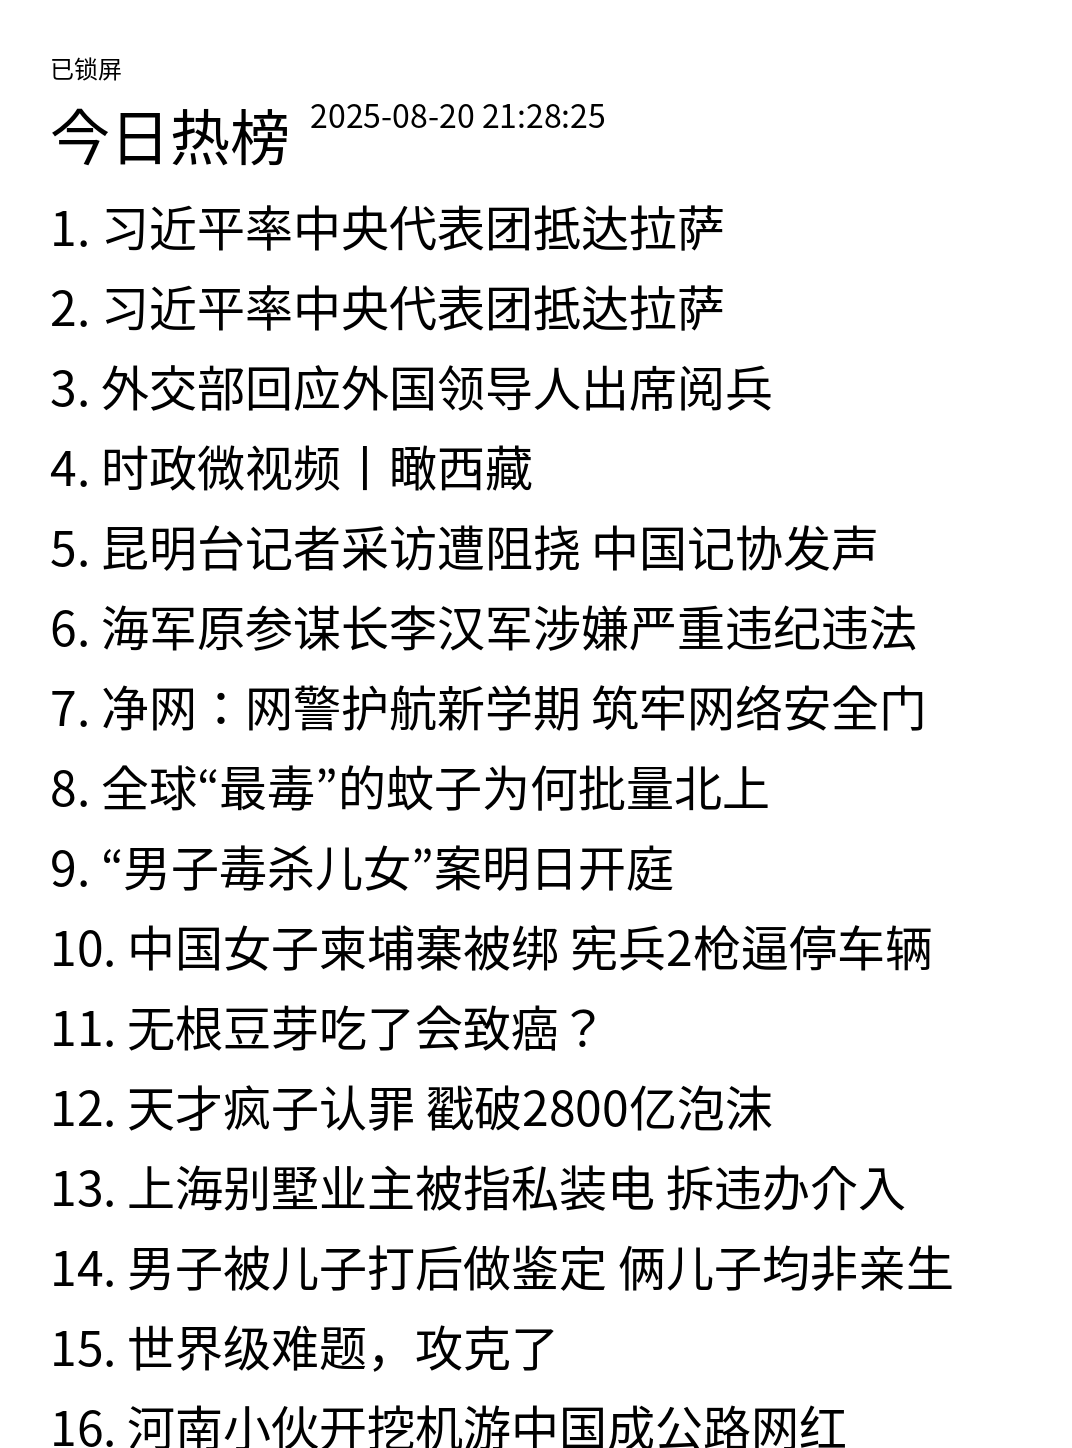 已锁屏
今日热榜 2025-08-20 21:28:25
1. 习近平率中央代表团抵达拉萨
2. 习近平率中央代表团抵达拉萨
3. 外交部回应外国领导人出席阅兵
4. 时政微视频丨瞰西藏
5. 昆明台记者采访遭阻挠 中国记协发声
6. 海军原参谋长李汉军涉嫌严重违纪违法
7. 净网：网警护航新学期 筑牢网络安全门
8. 全球“最毒”的蚊子为何批量北上
9. “男子毒杀儿女”案明日开庭
10. 中国女子柬埔寨被绑 宪兵2枪逼停车辆
11. 无根豆芽吃了会致癌？
12. 天才疯子认罪 戳破2800亿泡沫
13. 上海别墅业主被指私装电 拆违办介入
14. 男子被儿子打后做鉴定 俩儿子均非亲生
15. 世界级难题，攻克了
16. 河南小伙开挖机游中国成公路网红